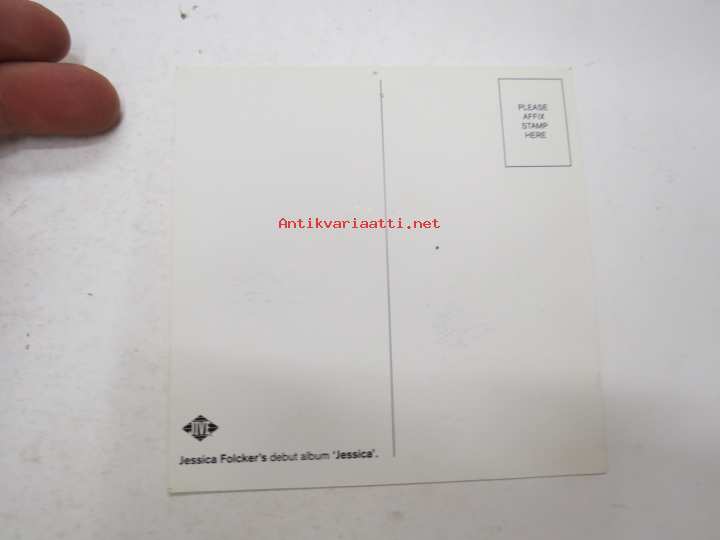 PLEASE
AFFIX
STAMP
HERE
Antikvariaatti.net
JIVE
Jessica Folcker's debut album 'Jessica'.